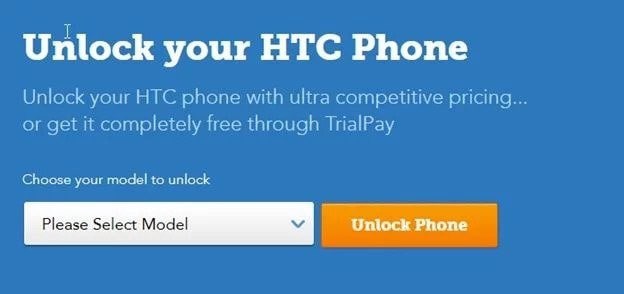 Unlock your HTC Phone
Unlock your HTC phone with ultra competitive pricing...
or get it completely free through TrialPay
Choose your model to unlock
Please Select Model
Unlock Phone